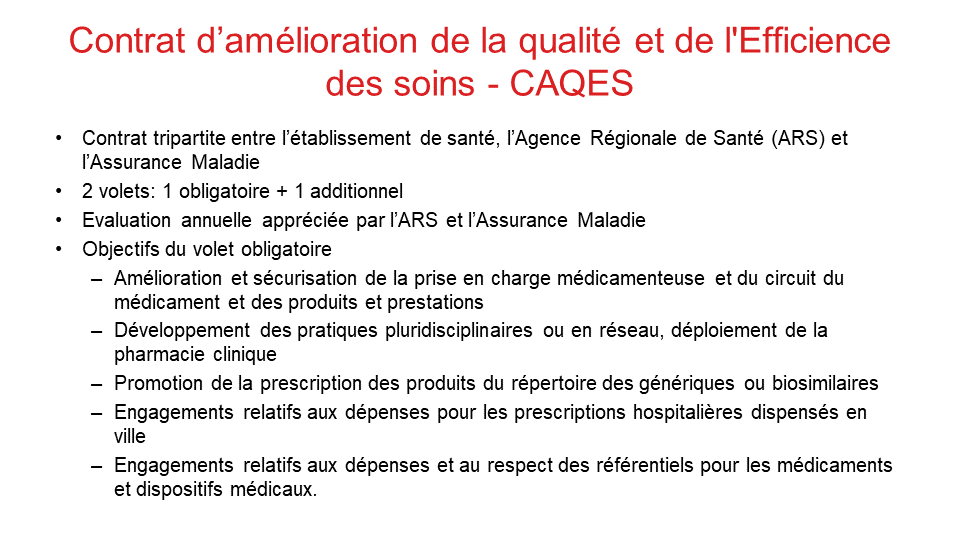 Contrat d’amélioration de la qualité et de l'Efficience
des soins - CAQES
• Contrat tripartite entre l’établissement de santé, l’Agence Régionale de Santé (ARS) et
l’Assurance Maladie
• 2 volets: 1 obligatoire + 1 additionnel
• Evaluation annuelle appréciée par l’ARS et l’Assurance Maladie
• Objectifs du volet obligatoire
– Amélioration et sécurisation de la prise en charge médicamenteuse et du circuit du
médicament et des produits et prestations
– Développement des pratiques pluridisciplinaires ou en réseau, déploiement de la
pharmacie clinique
– Promotion de la prescription des produits du répertoire des génériques ou biosimilaires
– Engagements relatifs aux dépenses pour les prescriptions hospitalières dispensés en
ville
– Engagements relatifs aux dépenses et au respect des référentiels pour les médicaments
et dispositifs médicaux.